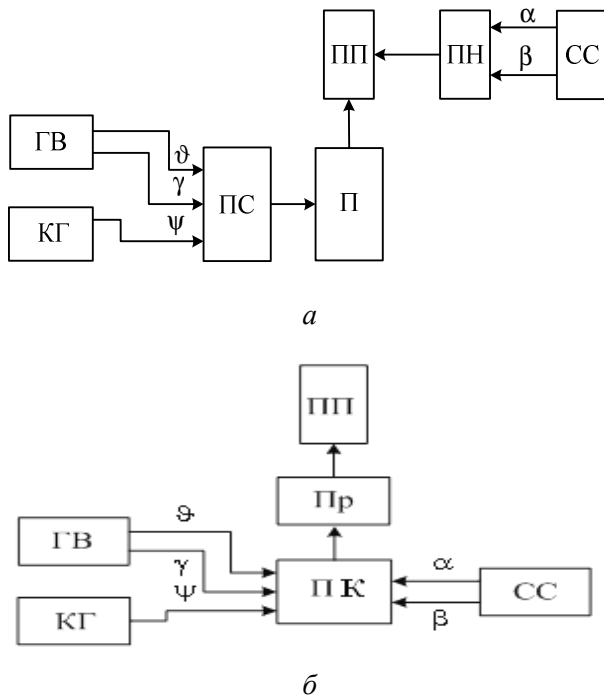 ПП ПН α β СС
ГВ ϑ γ ПС П
КГ ψ
а
ПП
Пр
ГВ ϑ γ ПК α СС
КГ ψ β
б